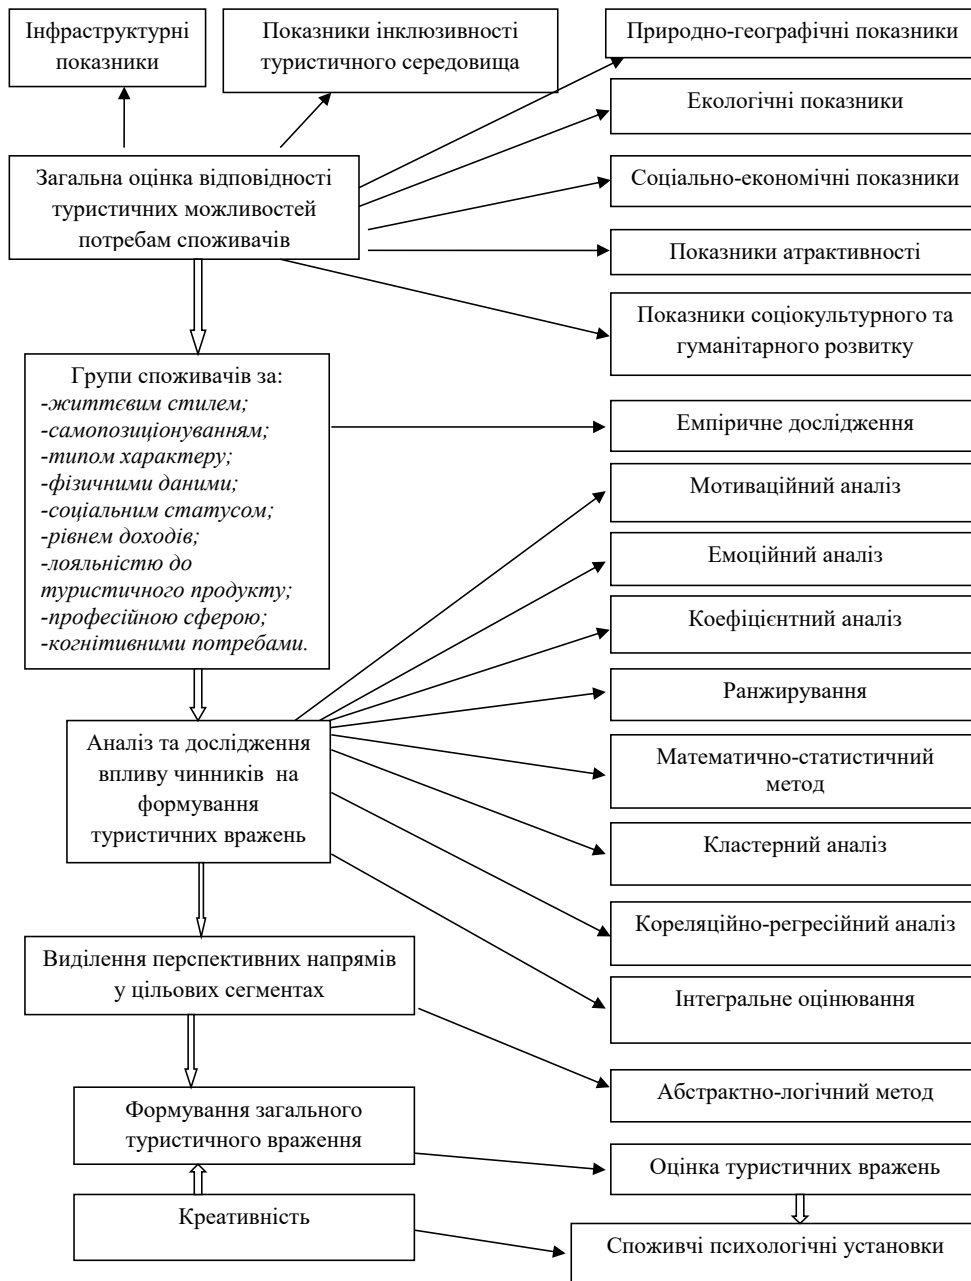 Інфраструктурні
показники
Показники інклюзивності
туристичного середовища
Природно-географічні показники
Екологічні показники
Загальна оцінка відповідності
туристичних можливостей
потребам споживачів
Соціально-економічні показники
Показники атрактивності
Показники соціокультурного та
гуманітарного розвитку
Групи споживачів за:
-життєвим стилем;
-самопозиціонуванням;
-типом характеру;
-фізичними даними;
-соціальним статусом;
-рівнем доходів;
-лояльністю до
туристичного продукту;
-професійною сферою;
-когнітивними потребами.
Емпіричне дослідження
Мотиваційний аналіз
Емоційний аналіз
Коефіцієнтний аналіз
Ранжирування
Аналіз та дослідження
впливу чинників на
формування
туристичних вражень
Математично-статистичний
метод
Кластерний аналіз
Кореляційно-регресійний аналіз
Виділення перспективних напрямів
у цільових сегментах
Інтегральне оцінювання
Абстрактно-логічний метод
Формування загального
туристичного враження
Оцінка туристичних вражень
Креативність
Споживчі психологічні установки